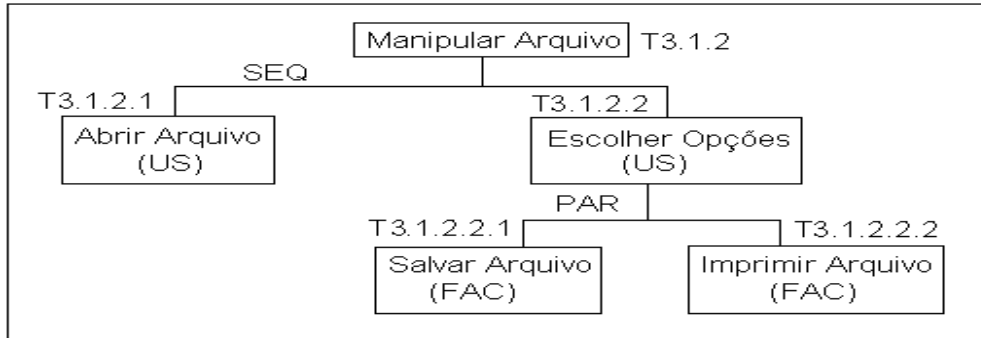 Manipular Arquivo T3.1.2
SEQ
T3.1.2.1
T3.1.2.2
Abrir Arquivo
(US)
Escolher Opções
(US)
PAR
T3.1.2.2.1
T3.1.2.2.2
Salvar Arquivo
(FAC)
Imprimir Arquivo
(FAC)